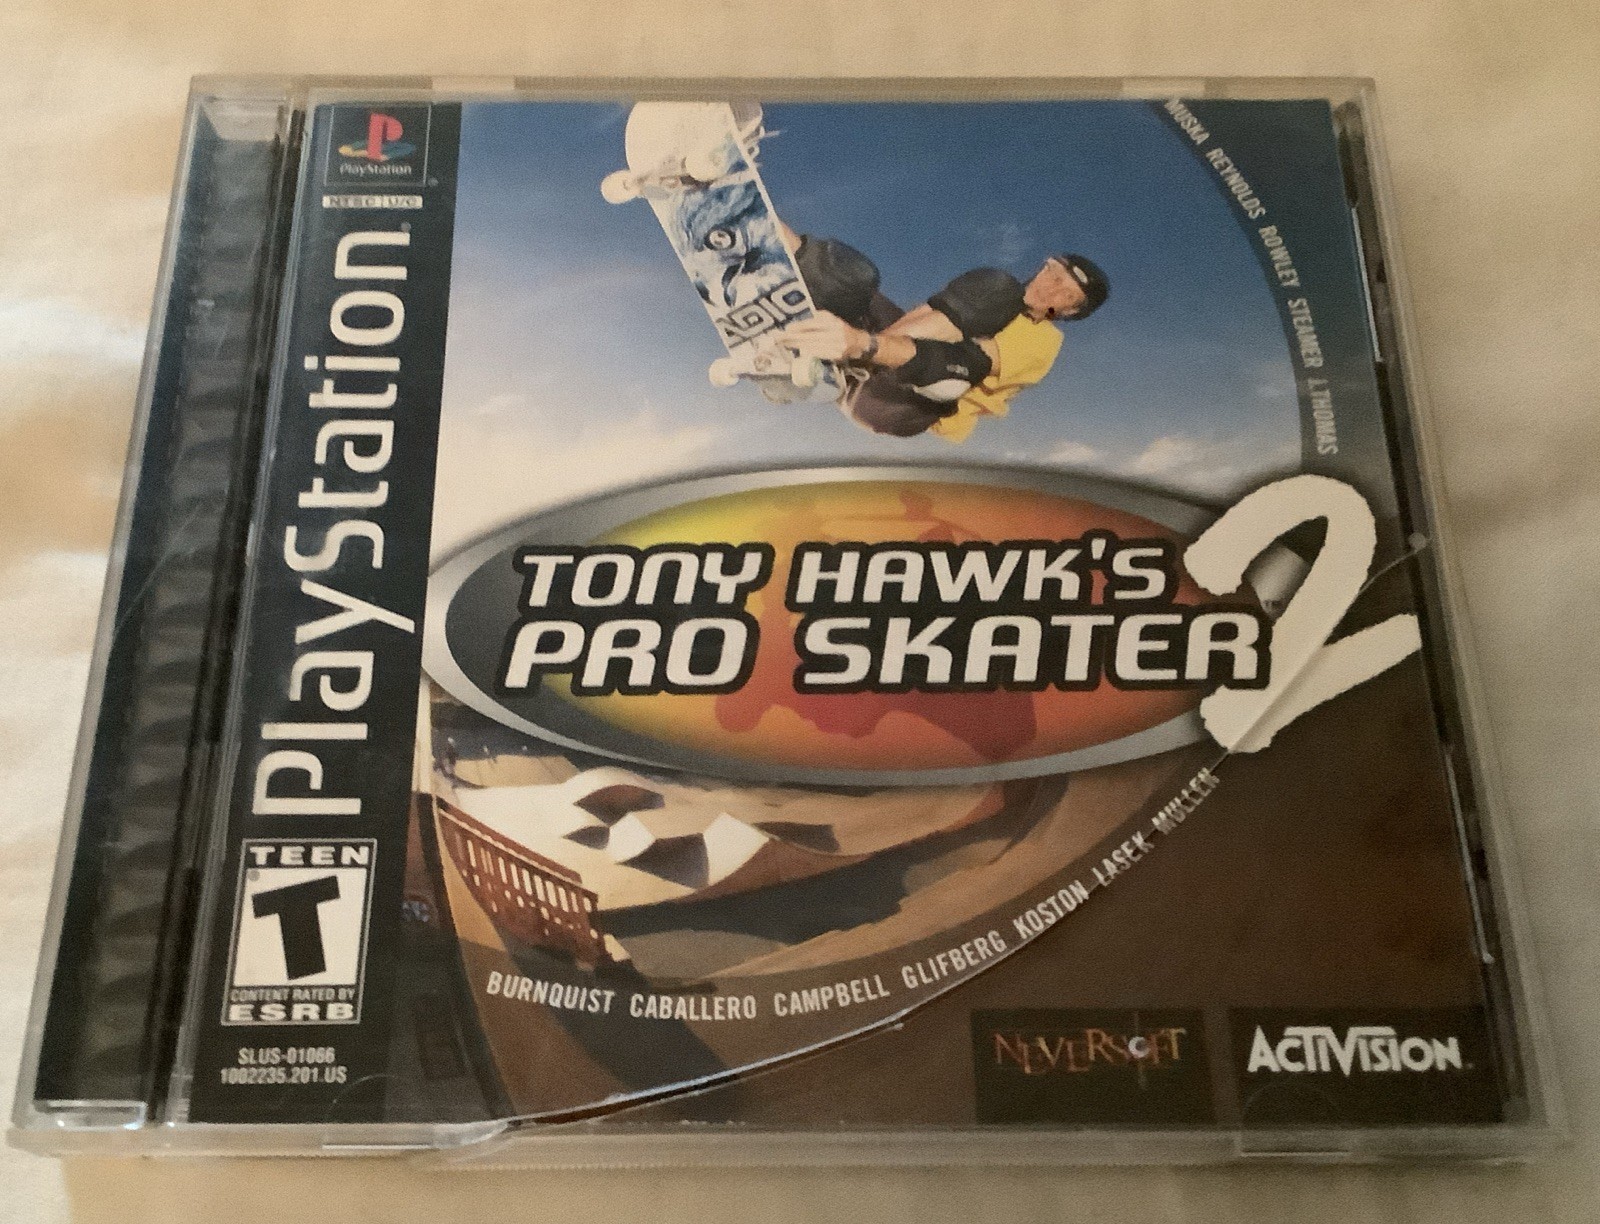 PlayStation
NTSC U/C
PlayStation
TEEN
T
CONTENT RATED BY
ESRB
SLUS-01066
1002235.201.US
ADIO
MUSKA REYNOLDS ROWLEY STEAMER J.THOMAS
TONY HAWK'S
PRO SKATER 2
BURNQUIST CABALLERO CAMPBELL GLIFBERG KOSTON LASEK MULLEN
NEVERSOFT
ACTIVISION